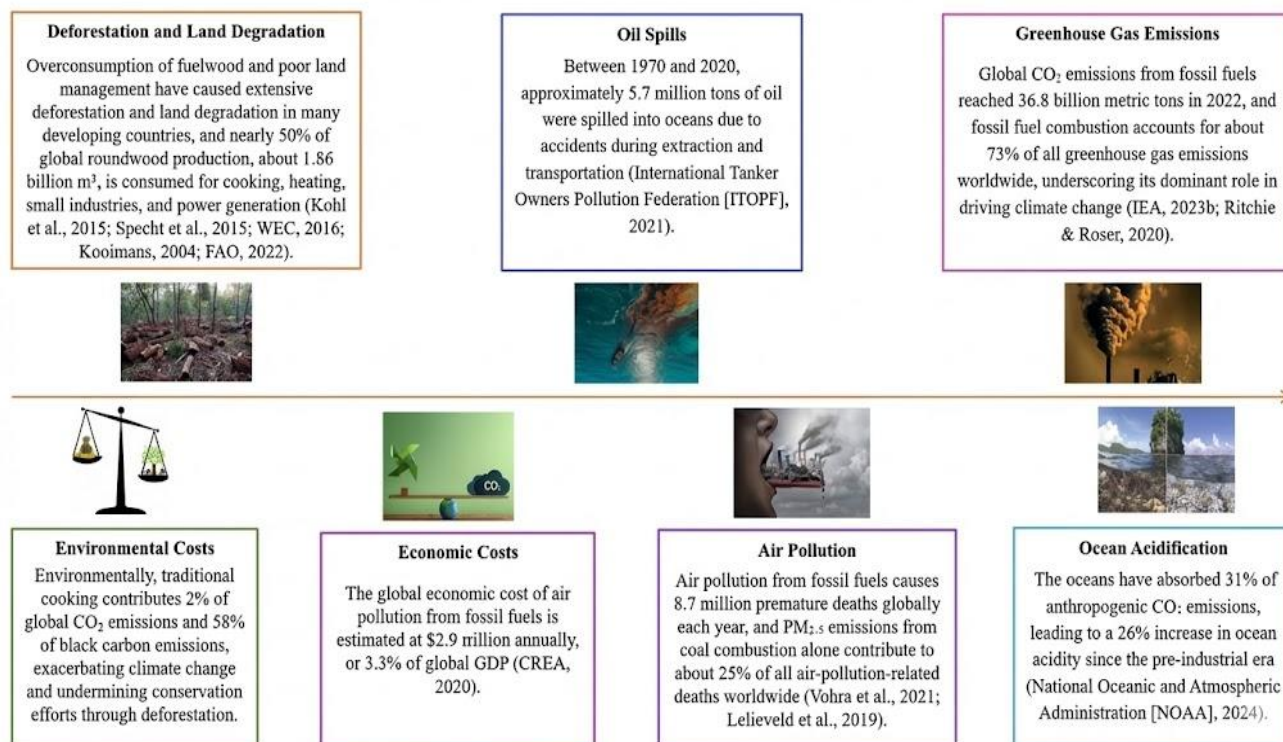 Deforestation and Land Degradation
Overconsumption of fuelwood and poor land
management have caused extensive
deforestation and land degradation in many
developing countries, and nearly 50% of
global roundwood production, about 1.86
billion m³, is consumed for cooking, heating,
small industries, and power generation (Kohl
et al., 2015; Specht et al., 2015; WEC, 2016;
Kooimans, 2004; FAO, 2022).
Oil Spills
Between 1970 and 2020,
approximately 5.7 million tons of oil
were spilled into oceans due to
accidents during extraction and
transportation (International Tanker
Owners Pollution Federation [ITOPF],
2021).
Greenhouse Gas Emissions
Global CO₂ emissions from fossil fuels
reached 36.8 billion metric tons in 2022, and
fossil fuel combustion accounts for about
73% of all greenhouse gas emissions
worldwide, underscoring its dominant role in
driving climate change (IEA, 2023b; Ritchie
& Roser, 2020).
CO₂
Environmental Costs
Environmentally, traditional
cooking contributes 2% of
global CO₂ emissions and 58%
of black carbon emissions,
exacerbating climate change
and undermining conservation
efforts through deforestation.
Economic Costs
The global economic cost of air
pollution from fossil fuels is
estimated at $2.9 rrillion annually,
or 3.3% of global GDP (CREA,
2020).
Air Pollution
Air pollution from fossil fuels causes
8.7 million premature deaths globally
each year, and PM₂.₅ emissions from
coal combustion alone contribute to
about 25% of all air-pollution-related
deaths worldwide (Vohra et al., 2021;
Lelieveld et al., 2019).
Ocean Acidification
The oceans have absorbed 31% of
anthropogenic CO₂ emissions,
leading to a 26% increase in ocean
acidity since the pre-industrial era
(National Oceanic and Atmospheric
Administration [NOAA], 2024).